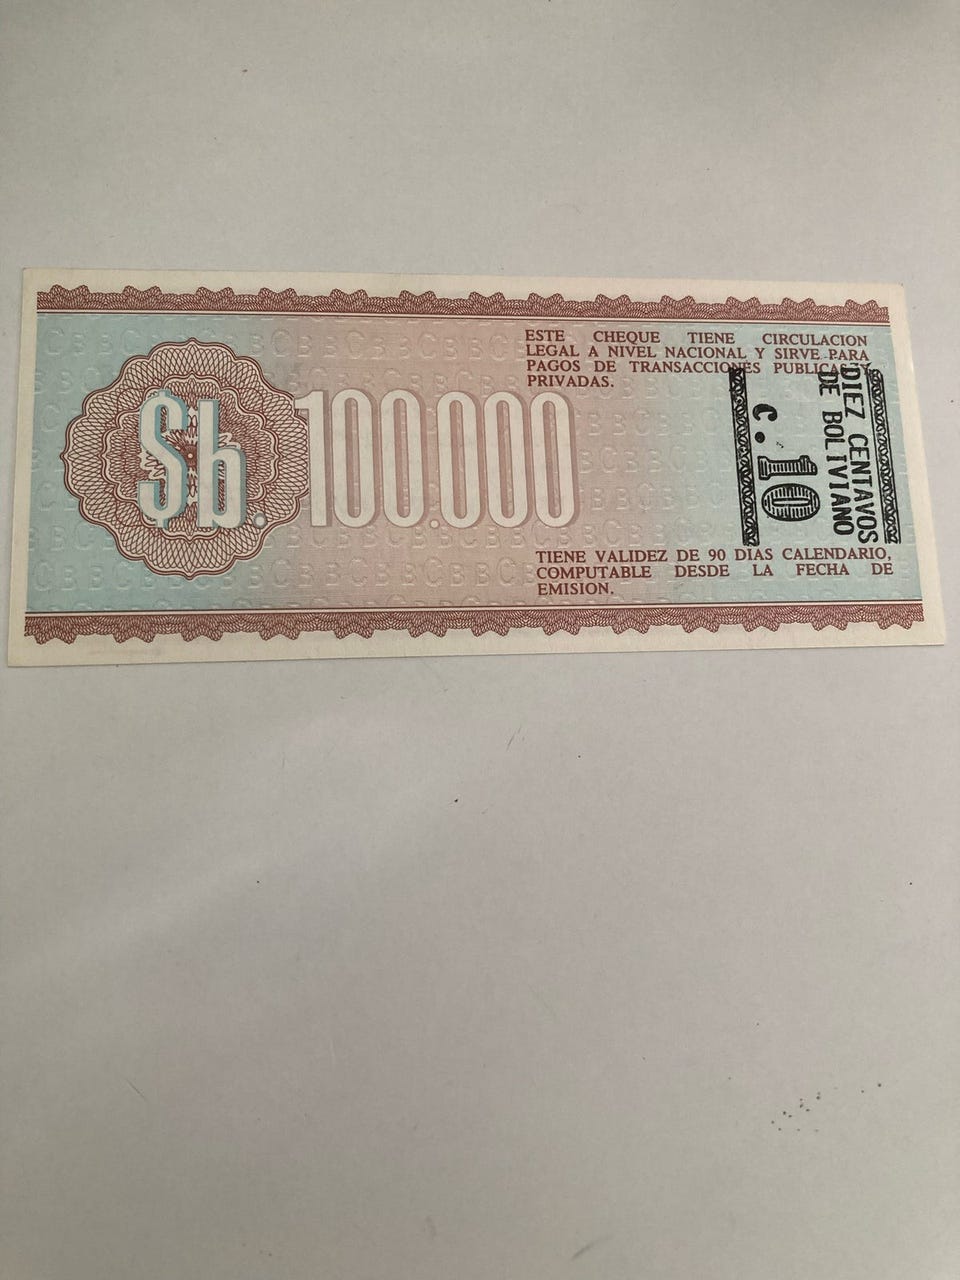 ESTE CHEQUE TIENE CIRCULACION
LEGAL A NIVEL NACIONAL Y SIRVE PARA
PAGOS DE TRANSACCIONES PUBLICAS Y
PRIVADAS.
$b.
100.000
DIEZ CENTAVOS
DE BOLIVIANO
C.10
TIENE VALIDEZ DE 90 DIAS CALENDARIO,
COMPUTABLE DESDE LA FECHA DE
EMISION.